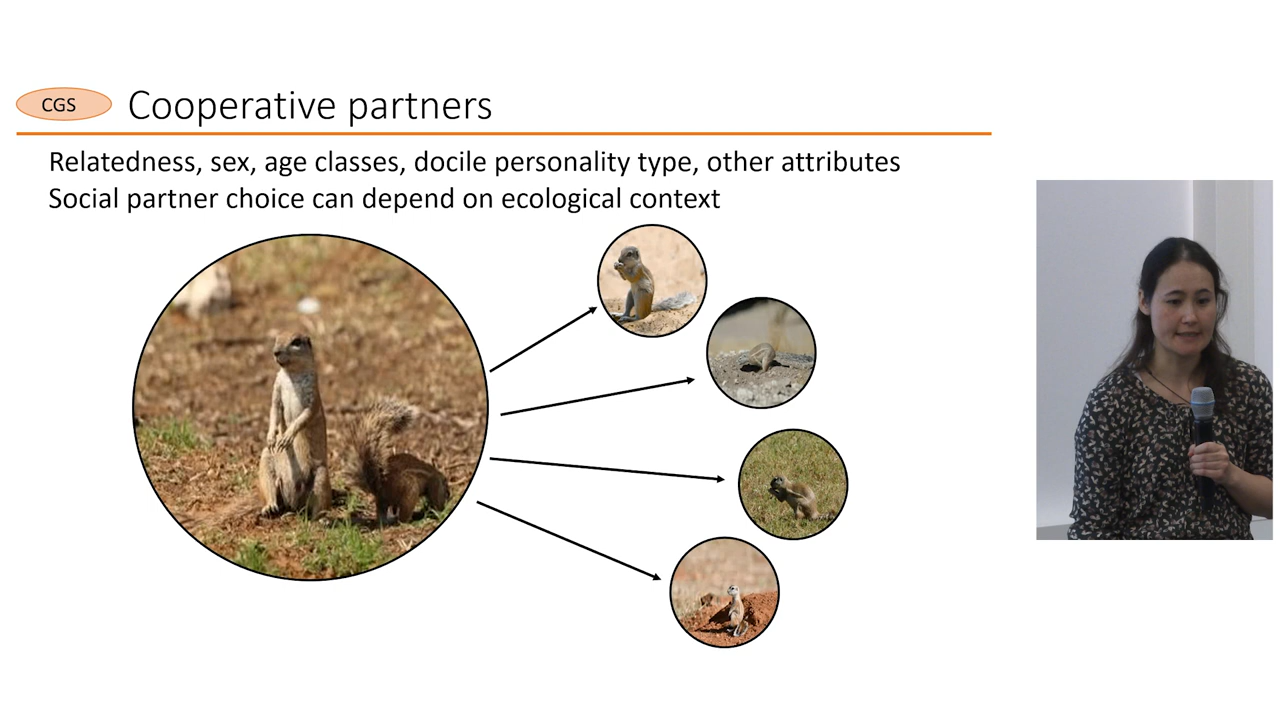 CGS
Cooperative partners
Relatedness, sex, age classes, docile personality type, other attributes
Social partner choice can depend on ecological context